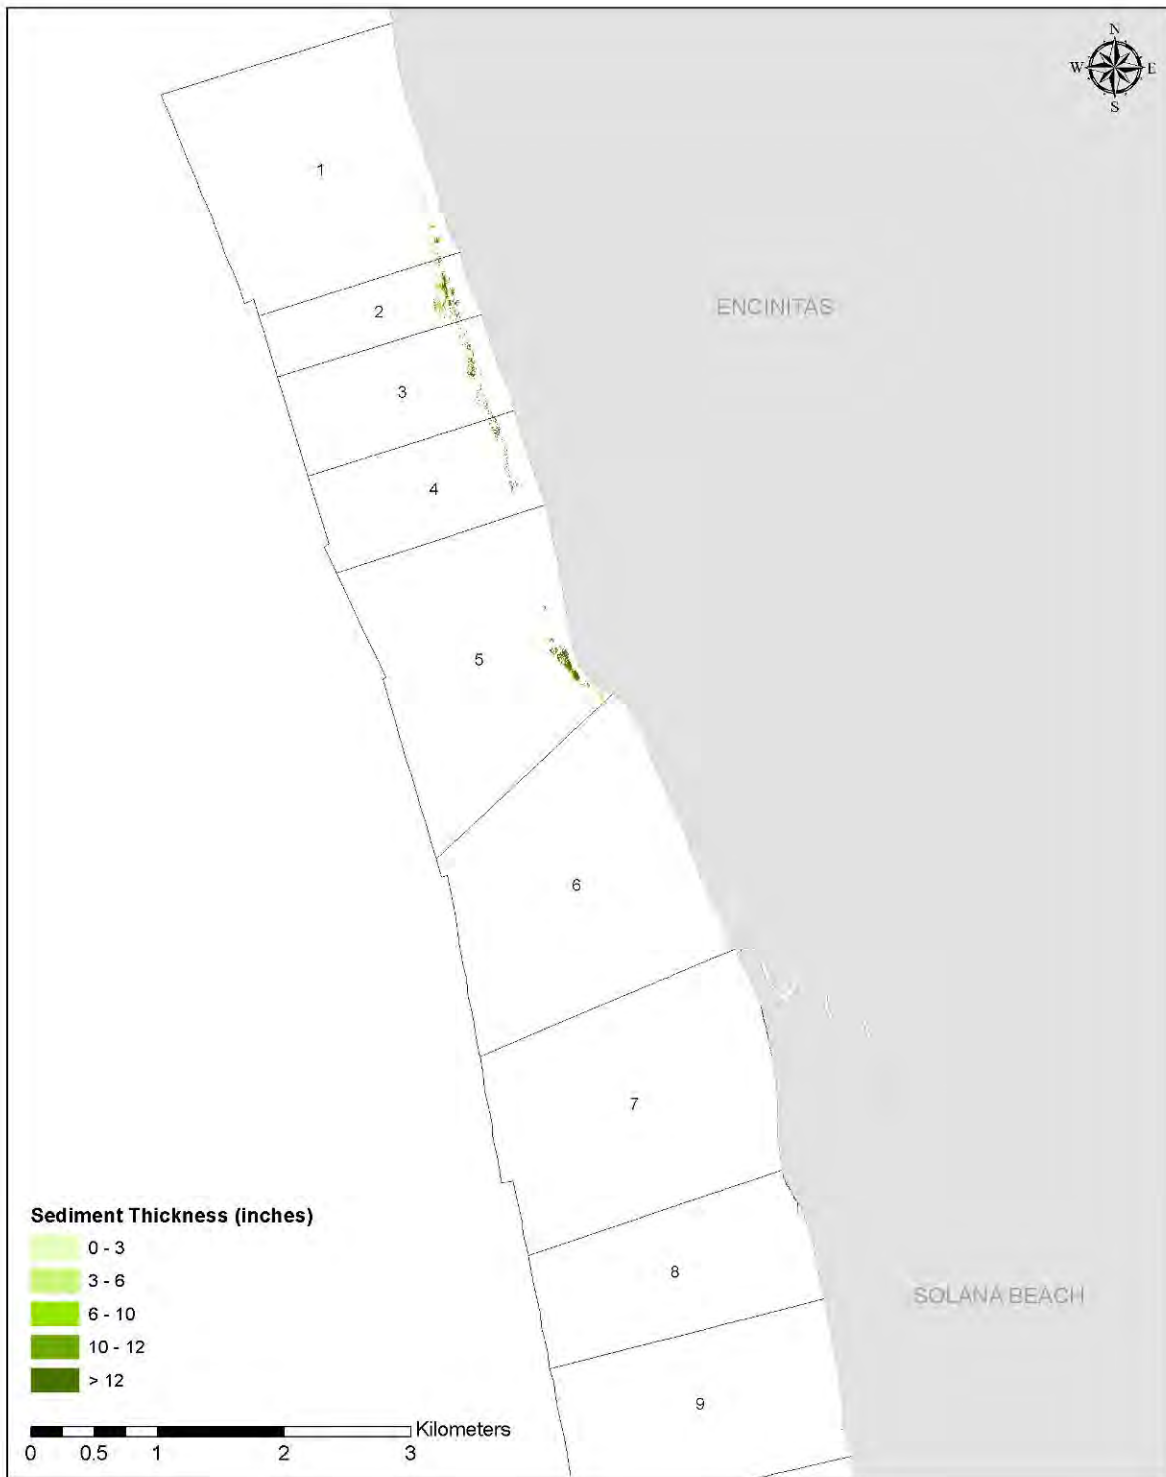 N
W E
S
1
ENCINITAS
2
3
4
5
6
7
8
SOLANA BEACH
9
Sediment Thickness (inches)
0 - 3
3 - 6
6 - 10
10 - 12
> 12
Kilometers
0 0.5 1 2 3